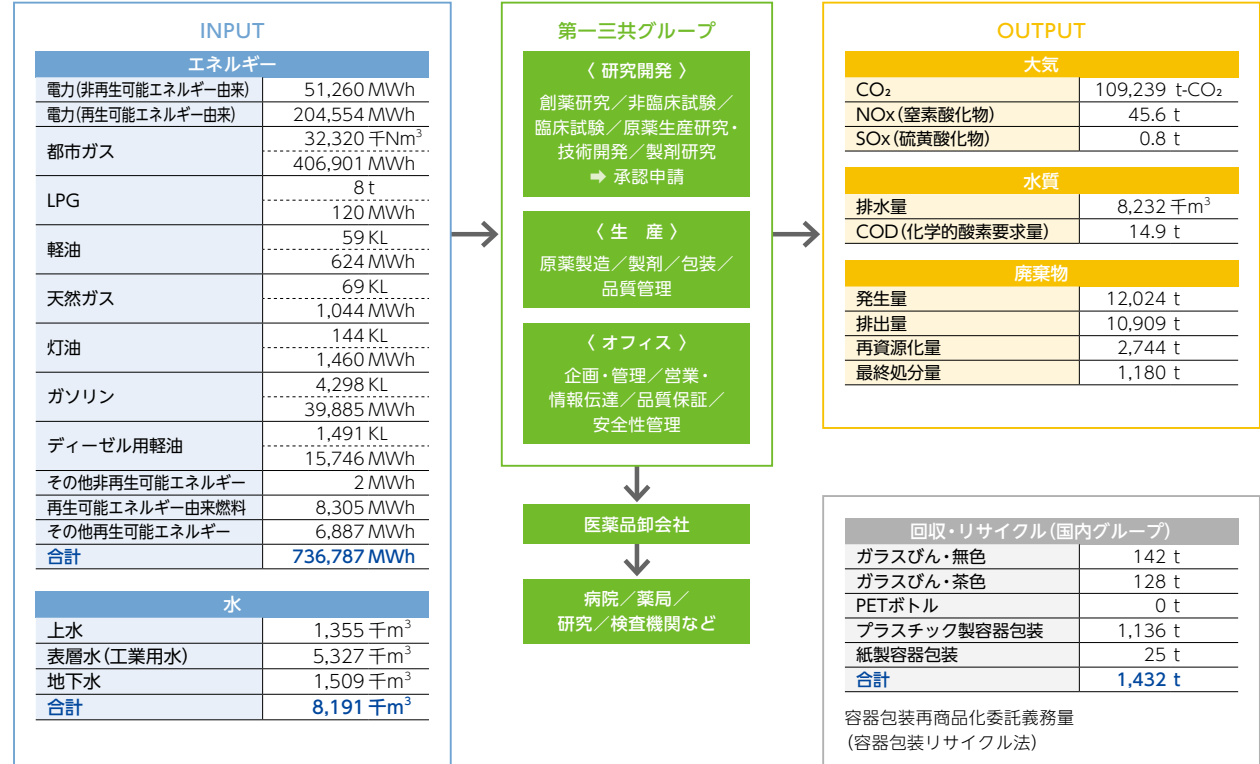 INPUT
エネルギー
電力(非再生可能エネルギー由来) 51,260 MWh
電力(再生可能エネルギー由来) 204,554 MWh
都市ガス 32,320 千Nm³
406,901 MWh
LPG 8 t
120 MWh
軽油 59 KL
624 MWh
天然ガス 69 KL
1,044 MWh
灯油 144 KL
1,460 MWh
ガソリン 4,298 KL
39,885 MWh
ディーゼル用軽油 1,491 KL
15,746 MWh
その他非再生可能エネルギー 2 MWh
再生可能エネルギー由来燃料 8,305 MWh
その他再生可能エネルギー 6,887 MWh
合計 736,787 MWh
水
上水 1,355 千m³
表層水(工業用水) 5,327 千m³
地下水 1,509 千m³
合計 8,191 千m³
第一三共グループ
〈 研究開発 〉
創薬研究／非臨床試験／
臨床試験／原薬生産研究・
技術開発／製剤研究
➡ 承認申請
〈 生 産 〉
原薬製造／製剤／包装／
品質管理
〈 オフィス 〉
企画・管理／営業・
情報伝達／品質保証／
安全性管理
医薬品卸会社
病院／薬局／
研究／検査機関など
OUTPUT
大気
CO₂ 109,239 t-CO₂
NOx(窒素酸化物) 45.6 t
SOx(硫黄酸化物) 0.8 t
水質
排水量 8,232 千m³
COD(化学的酸素要求量) 14.9 t
廃棄物
発生量 12,024 t
排出量 10,909 t
再資源化量 2,744 t
最終処分量 1,180 t
回収・リサイクル(国内グループ)
ガラスびん・無色 142 t
ガラスびん・茶色 128 t
PETボトル 0 t
プラスチック製容器包装 1,136 t
紙製容器包装 25 t
合計 1,432 t
容器包装再商品化委託義務量
(容器包装リサイクル法)